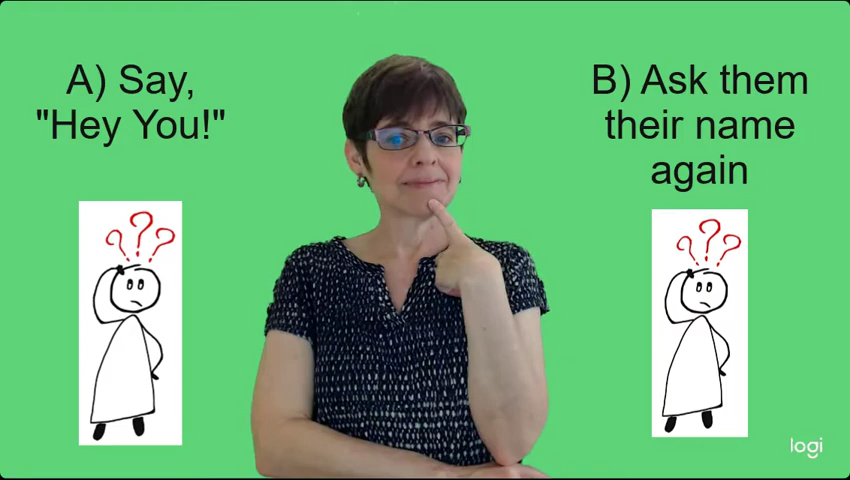 A) Say,
"Hey You!"
B) Ask them
their name
again
logi